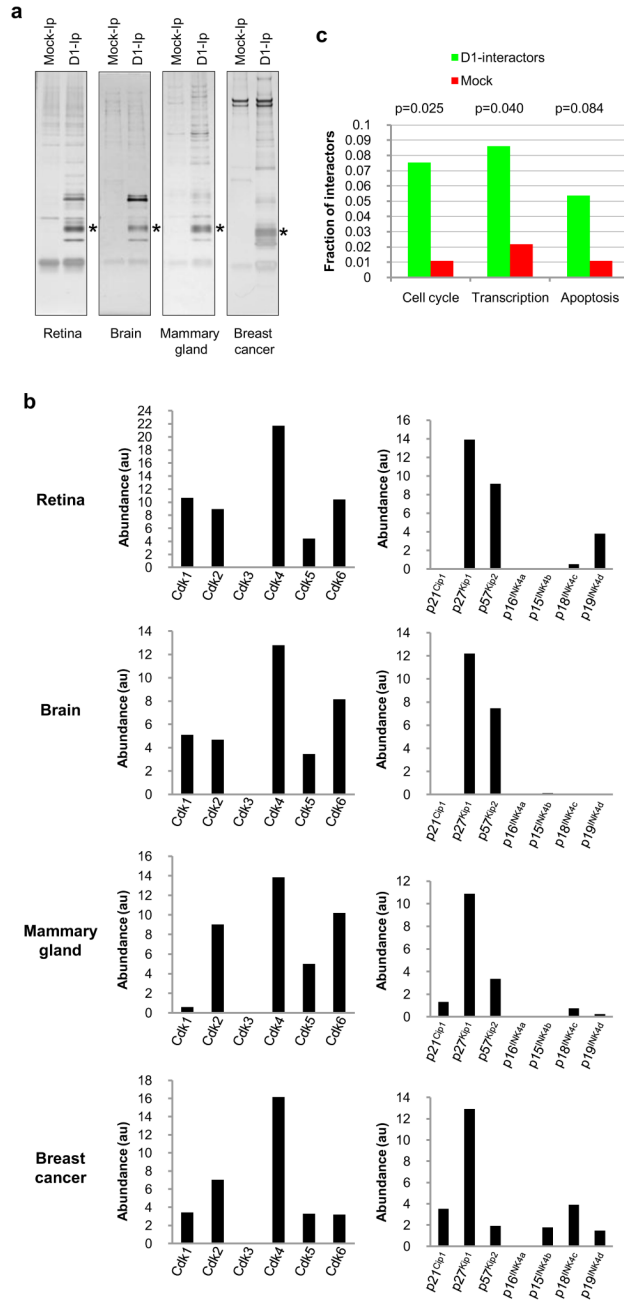 a
Mock-Ip
D1-Ip
Mock-Ip
D1-Ip
Mock-Ip
D1-Ip
Mock-Ip
D1-Ip
*
*
*
*
Retina
Brain
Mammary
gland
Breast
cancer
c
D1-interactors
Mock
p=0.025 p=0.040 p=0.084
Fraction of interactors
0.1
0.09
0.08
0.07
0.06
0.05
0.04
0.03
0.02
0.01
0
Cell cycle Transcription Apoptosis
b
Retina
Abundance (au)
24
22
20
18
16
14
12
10
8
6
4
2
0
Cdk1 Cdk2 Cdk3 Cdk4 Cdk5 Cdk6
Abundance (au)
16
14
12
10
8
6
4
2
0
p21Cip1 p27Kip1 p57Kip2 p16INK4a p15INK4b p18INK4c p19INK4d
Brain
Abundance (au)
14
12
10
8
6
4
2
0
Cdk1 Cdk2 Cdk3 Cdk4 Cdk5 Cdk6
Abundance (au)
14
12
10
8
6
4
2
0
p21Cip1 p27Kip1 p57Kip2 p16INK4a p15INK4b p18INK4c p19INK4d
Mammary
gland
Abundance (au)
16
14
12
10
8
6
4
2
0
Cdk1 Cdk2 Cdk3 Cdk4 Cdk5 Cdk6
Abundance (au)
12
10
8
6
4
2
0
p21Cip1 p27Kip1 p57Kip2 p16INK4a p15INK4b p18INK4c p19INK4d
Breast
cancer
Abundance (au)
18
16
14
12
10
8
6
4
2
0
Cdk1 Cdk2 Cdk3 Cdk4 Cdk5 Cdk6
Abundance (au)
14
12
10
8
6
4
2
0
p21Cip1 p27Kip1 p57Kip2 p16INK4a p15INK4b p18INK4c p19INK4d